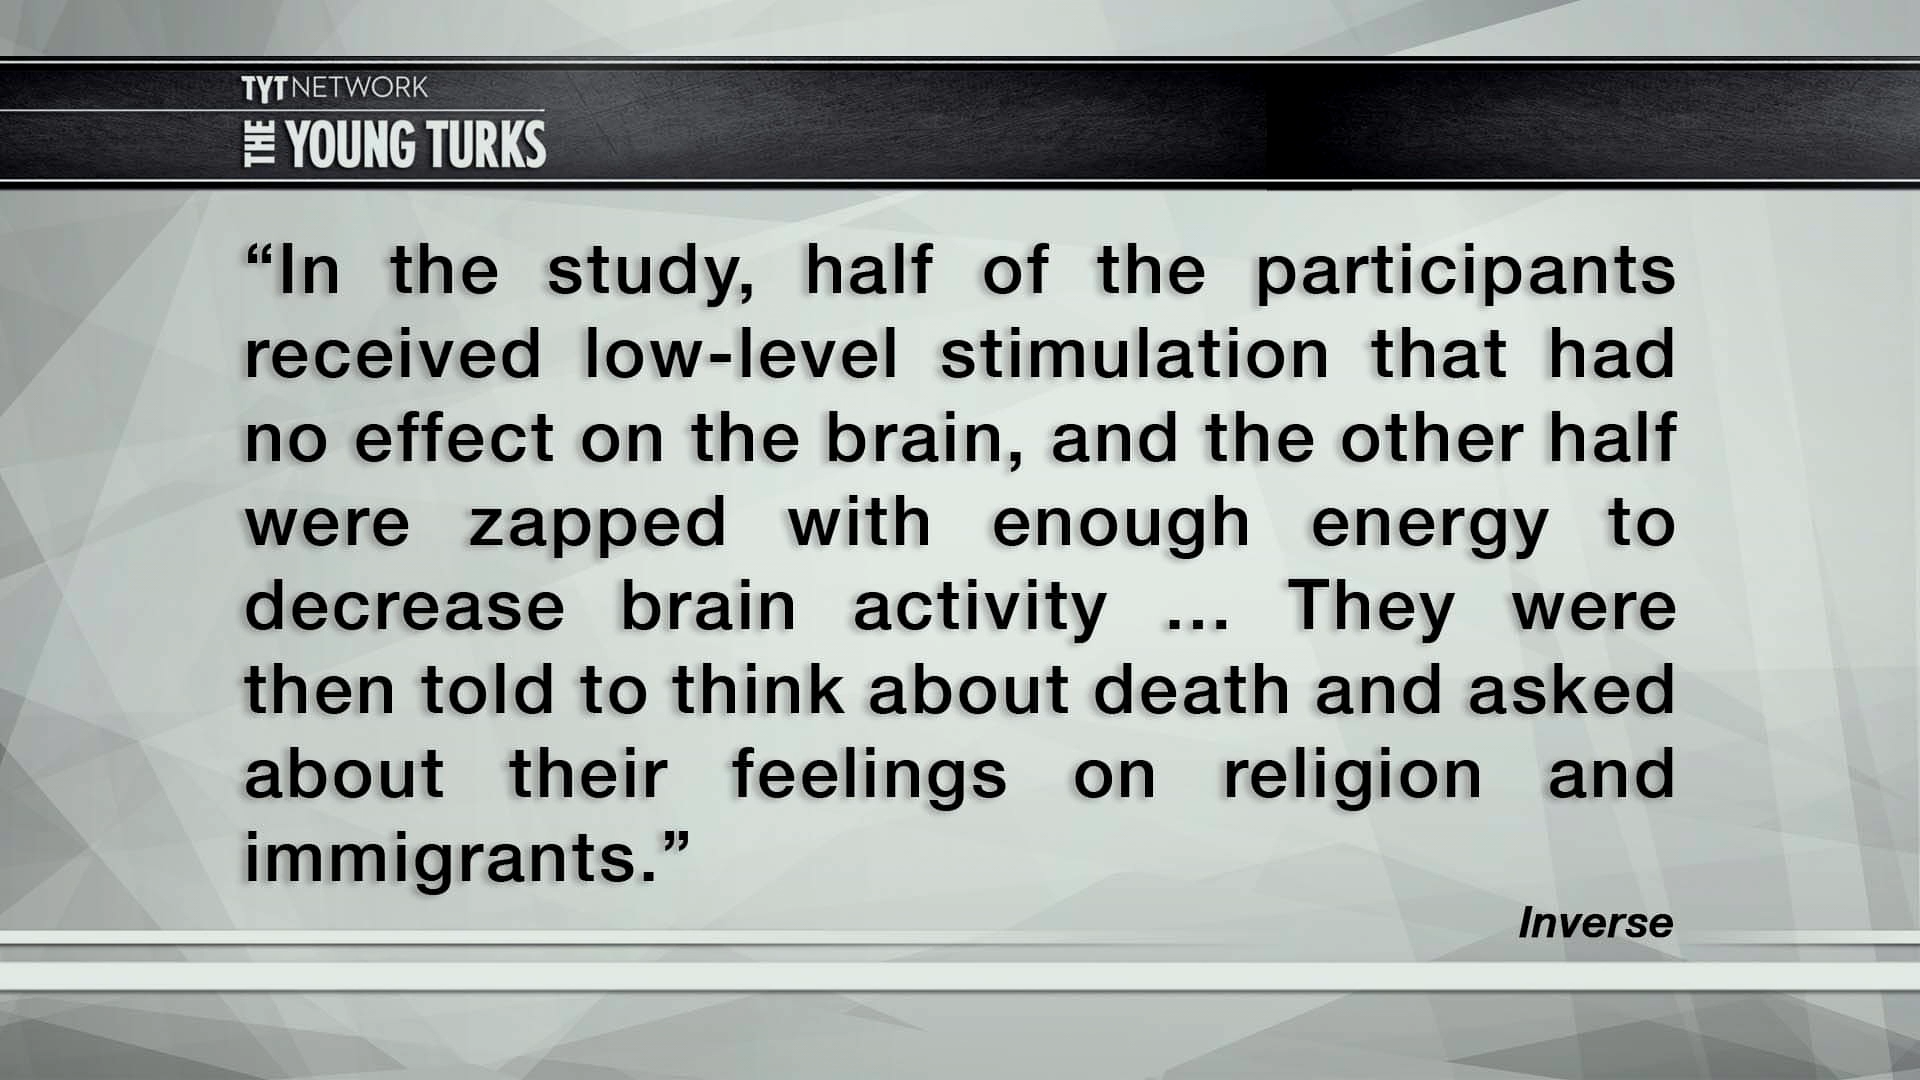 TYT NETWORK
THE YOUNG TURKS
“In the study, half of the participants
received low-level stimulation that had
no effect on the brain, and the other half
were zapped with enough energy to
decrease brain activity ... They were
then told to think about death and asked
about their feelings on religion and
immigrants.”
Inverse